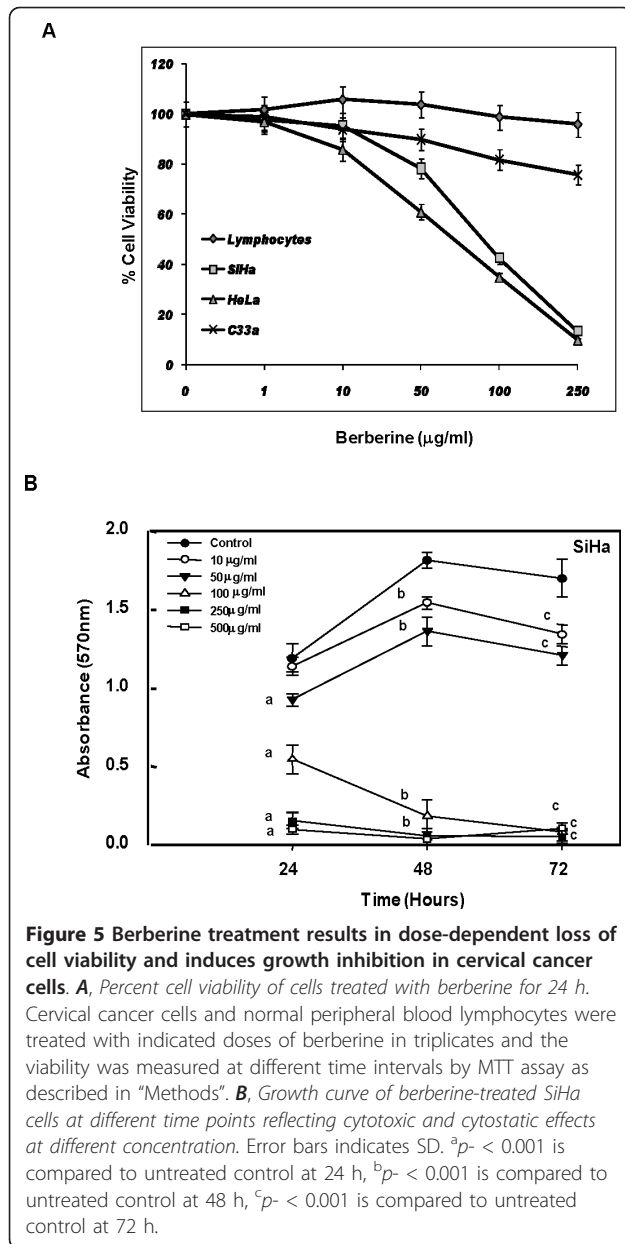 A
120
100
80
60
40
20
0
% Cell Viability
Lymphocytes
SiHa
HeLa
C33a
0 1 10 50 100 250
Berberine (μg/ml)
B
2.0
1.5
1.0
0.5
0.0
Absorbance (570nm)
Control
10 μg/ml
50μg/ml
100 μg/ml
250μg/ml
500μg/ml
SiHa
a
a
a
a
b
b
b
b
c
c
c
c
c
24 48 72
Time (Hours)
Figure 5 Berberine treatment results in dose-dependent loss of
cell viability and induces growth inhibition in cervical cancer
cells. A, Percent cell viability of cells treated with berberine for 24 h.
Cervical cancer cells and normal peripheral blood lymphocytes were
treated with indicated doses of berberine in triplicates and the
viability was measured at different time intervals by MTT assay as
described in “Methods”. B, Growth curve of berberine-treated SiHa
cells at different time points reflecting cytotoxic and cytostatic effects
at different concentration. Error bars indicates SD. ap- < 0.001 is
compared to untreated control at 24 h, bp- < 0.001 is compared to
untreated control at 48 h, cp- < 0.001 is compared to untreated
control at 72 h.